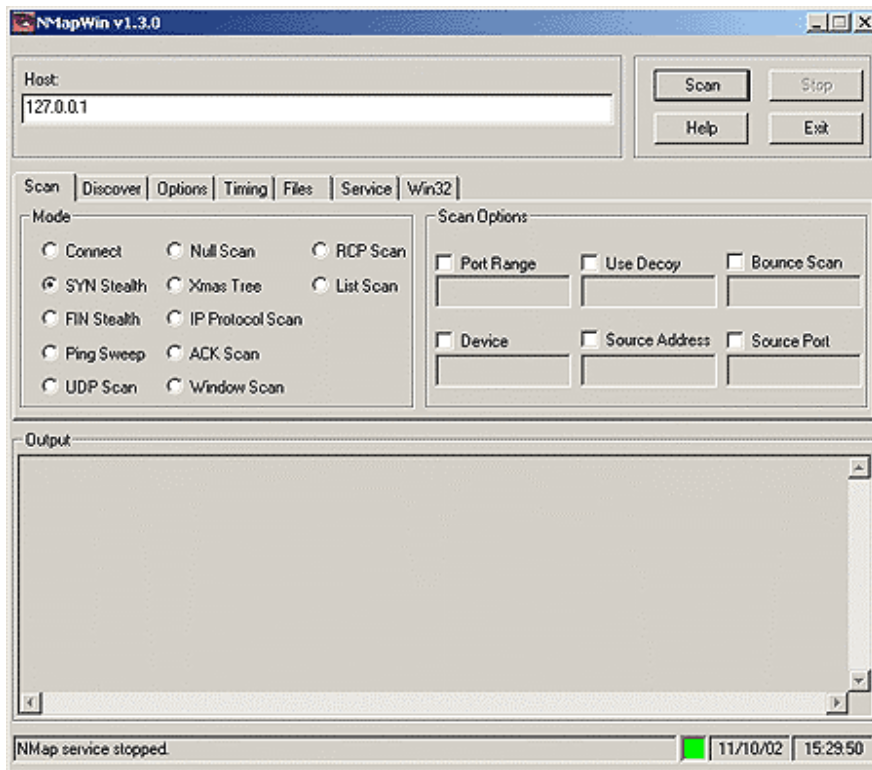 NMapWin v1.3.0
Host:
127.0.0.1
Scan Stop
Help Exit
Scan Discover Options Timing Files Service Win32
Mode
Connect Null Scan RCP Scan
SYN Stealth Xmas Tree List Scan
FIN Stealth IP Protocol Scan
Ping Sweep ACK Scan
UDP Scan Window Scan
Scan Options
Port Range Use Decoy Bounce Scan
Device Source Address Source Port
Output
NMap service stopped. 11/10/02 15:29:50